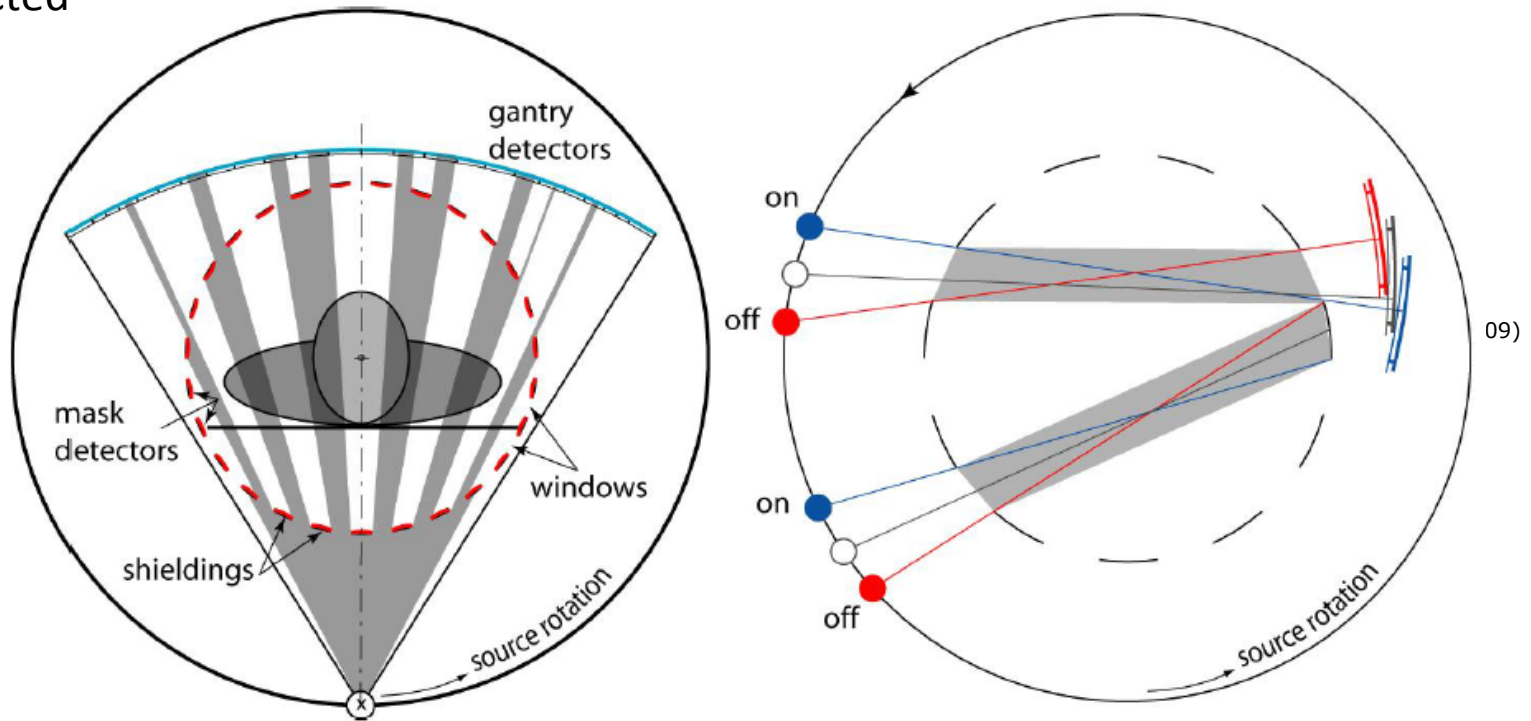 gantry
detectors
mask
detectors
windows
shieldings
source rotation
x
on
off
on
off
source rotation
09)